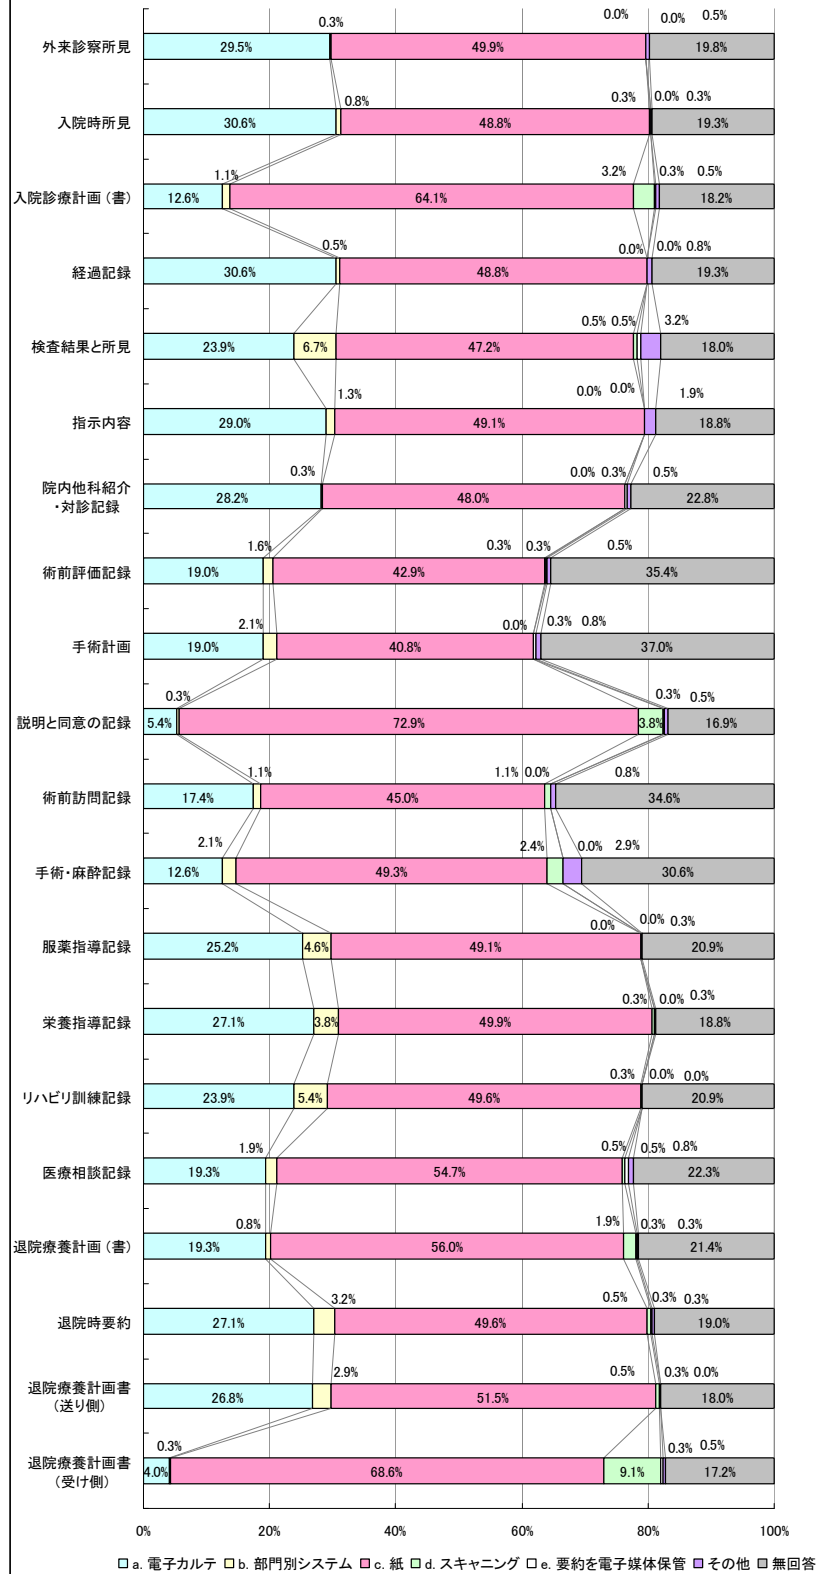 0.3% 0.0% 0.0% 0.5%
外来診察所見 29.5% 49.9% 19.8%
0.8% 0.3% 0.0% 0.3%
入院時所見 30.6% 48.8% 19.3%
1.1% 3.2% 0.3% 0.5%
入院診療計画（書） 12.6% 64.1% 18.2%
0.5% 0.0% 0.0% 0.8%
経過記録 30.6% 48.8% 19.3%
0.5% 0.5% 3.2%
検査結果と所見 23.9% 6.7% 47.2% 18.0%
1.3% 0.0% 0.0% 1.9%
指示内容 29.0% 49.1% 18.8%
0.3% 0.0% 0.3% 0.5%
院内他科紹介
・対診記録 28.2% 48.0% 22.8%
1.6% 0.3% 0.3% 0.5%
術前評価記録 19.0% 42.9% 35.4%
2.1% 0.0% 0.3% 0.8%
手術計画 19.0% 40.8% 37.0%
0.3% 0.3% 0.5%
説明と同意の記録 5.4% 72.9% 3.8% 16.9%
1.1% 1.1% 0.0% 0.8%
術前訪問記録 17.4% 45.0% 34.6%
2.1% 2.4% 0.0% 2.9%
手術・麻酔記録 12.6% 49.3% 30.6%
0.0% 0.0% 0.3%
服薬指導記録 25.2% 4.6% 49.1% 20.9%
0.3% 0.0% 0.3%
栄養指導記録 27.1% 3.8% 49.9% 18.8%
0.3% 0.0% 0.0%
リハビリ訓練記録 23.9% 5.4% 49.6% 20.9%
1.9% 0.5% 0.5% 0.8%
医療相談記録 19.3% 54.7% 22.3%
0.8% 1.9% 0.3% 0.3%
退院療養計画（書） 19.3% 56.0% 21.4%
3.2% 0.5% 0.3% 0.3%
退院時要約 27.1% 49.6% 19.0%
2.9% 0.5% 0.3% 0.0%
退院療養計画書
（送り側） 26.8% 51.5% 18.0%
0.3% 0.3% 0.5%
退院療養計画書
（受け側） 4.0% 68.6% 9.1% 17.2%
0% 20% 40% 60% 80% 100%
a. 電子カルテ b. 部門別システム c. 紙 d. スキャニング e. 要約を電子媒体保管 その他 無回答